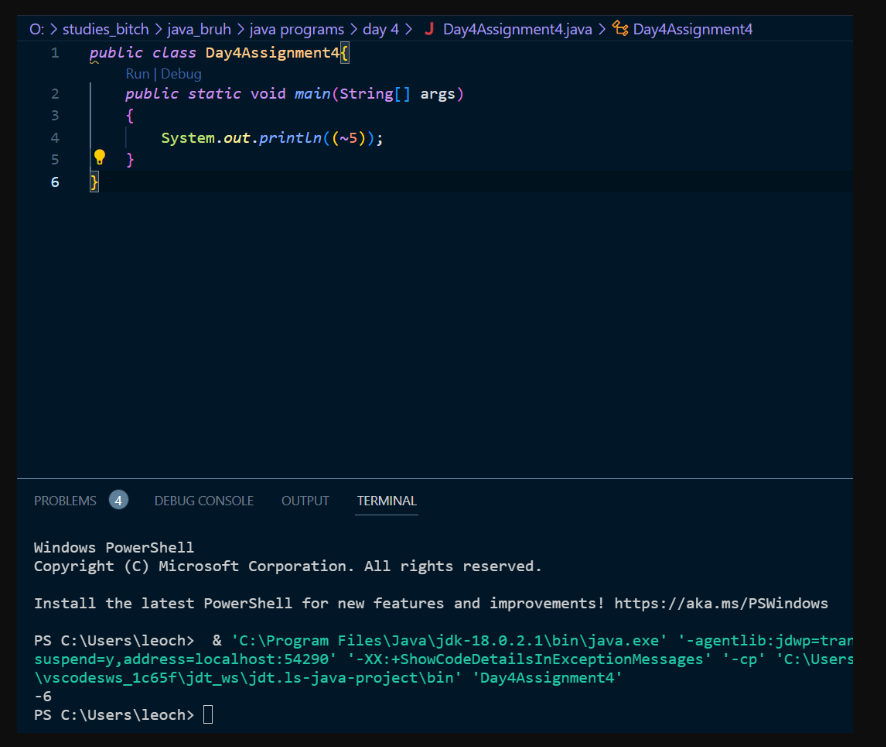 O: > studies_bitch > java_bruh > java programs > day 4 > J Day4Assignment4.java > Day4Assignment4
1 public class Day4Assignment4{
Run | Debug
2 public static void main(String[] args)
3 {
4 System.out.println((~5));
5 }
6 }
PROBLEMS 4 DEBUG CONSOLE OUTPUT TERMINAL
Windows PowerShell
Copyright (C) Microsoft Corporation. All rights reserved.
Install the latest PowerShell for new features and improvements! https://aka.ms/PSWindows
PS C:\Users\leoch>  & 'C:\Program Files\Java\jdk-18.0.2.1\bin\java.exe' '-agentlib:jdwp=tran
suspend=y,address=localhost:54290' '-XX:+ShowCodeDetailsInExceptionMessages' '-cp' 'C:\Users
\vscodesws_1c65f\jdt_ws\jdt.ls-java-project\bin' 'Day4Assignment4'
-6
PS C:\Users\leoch>